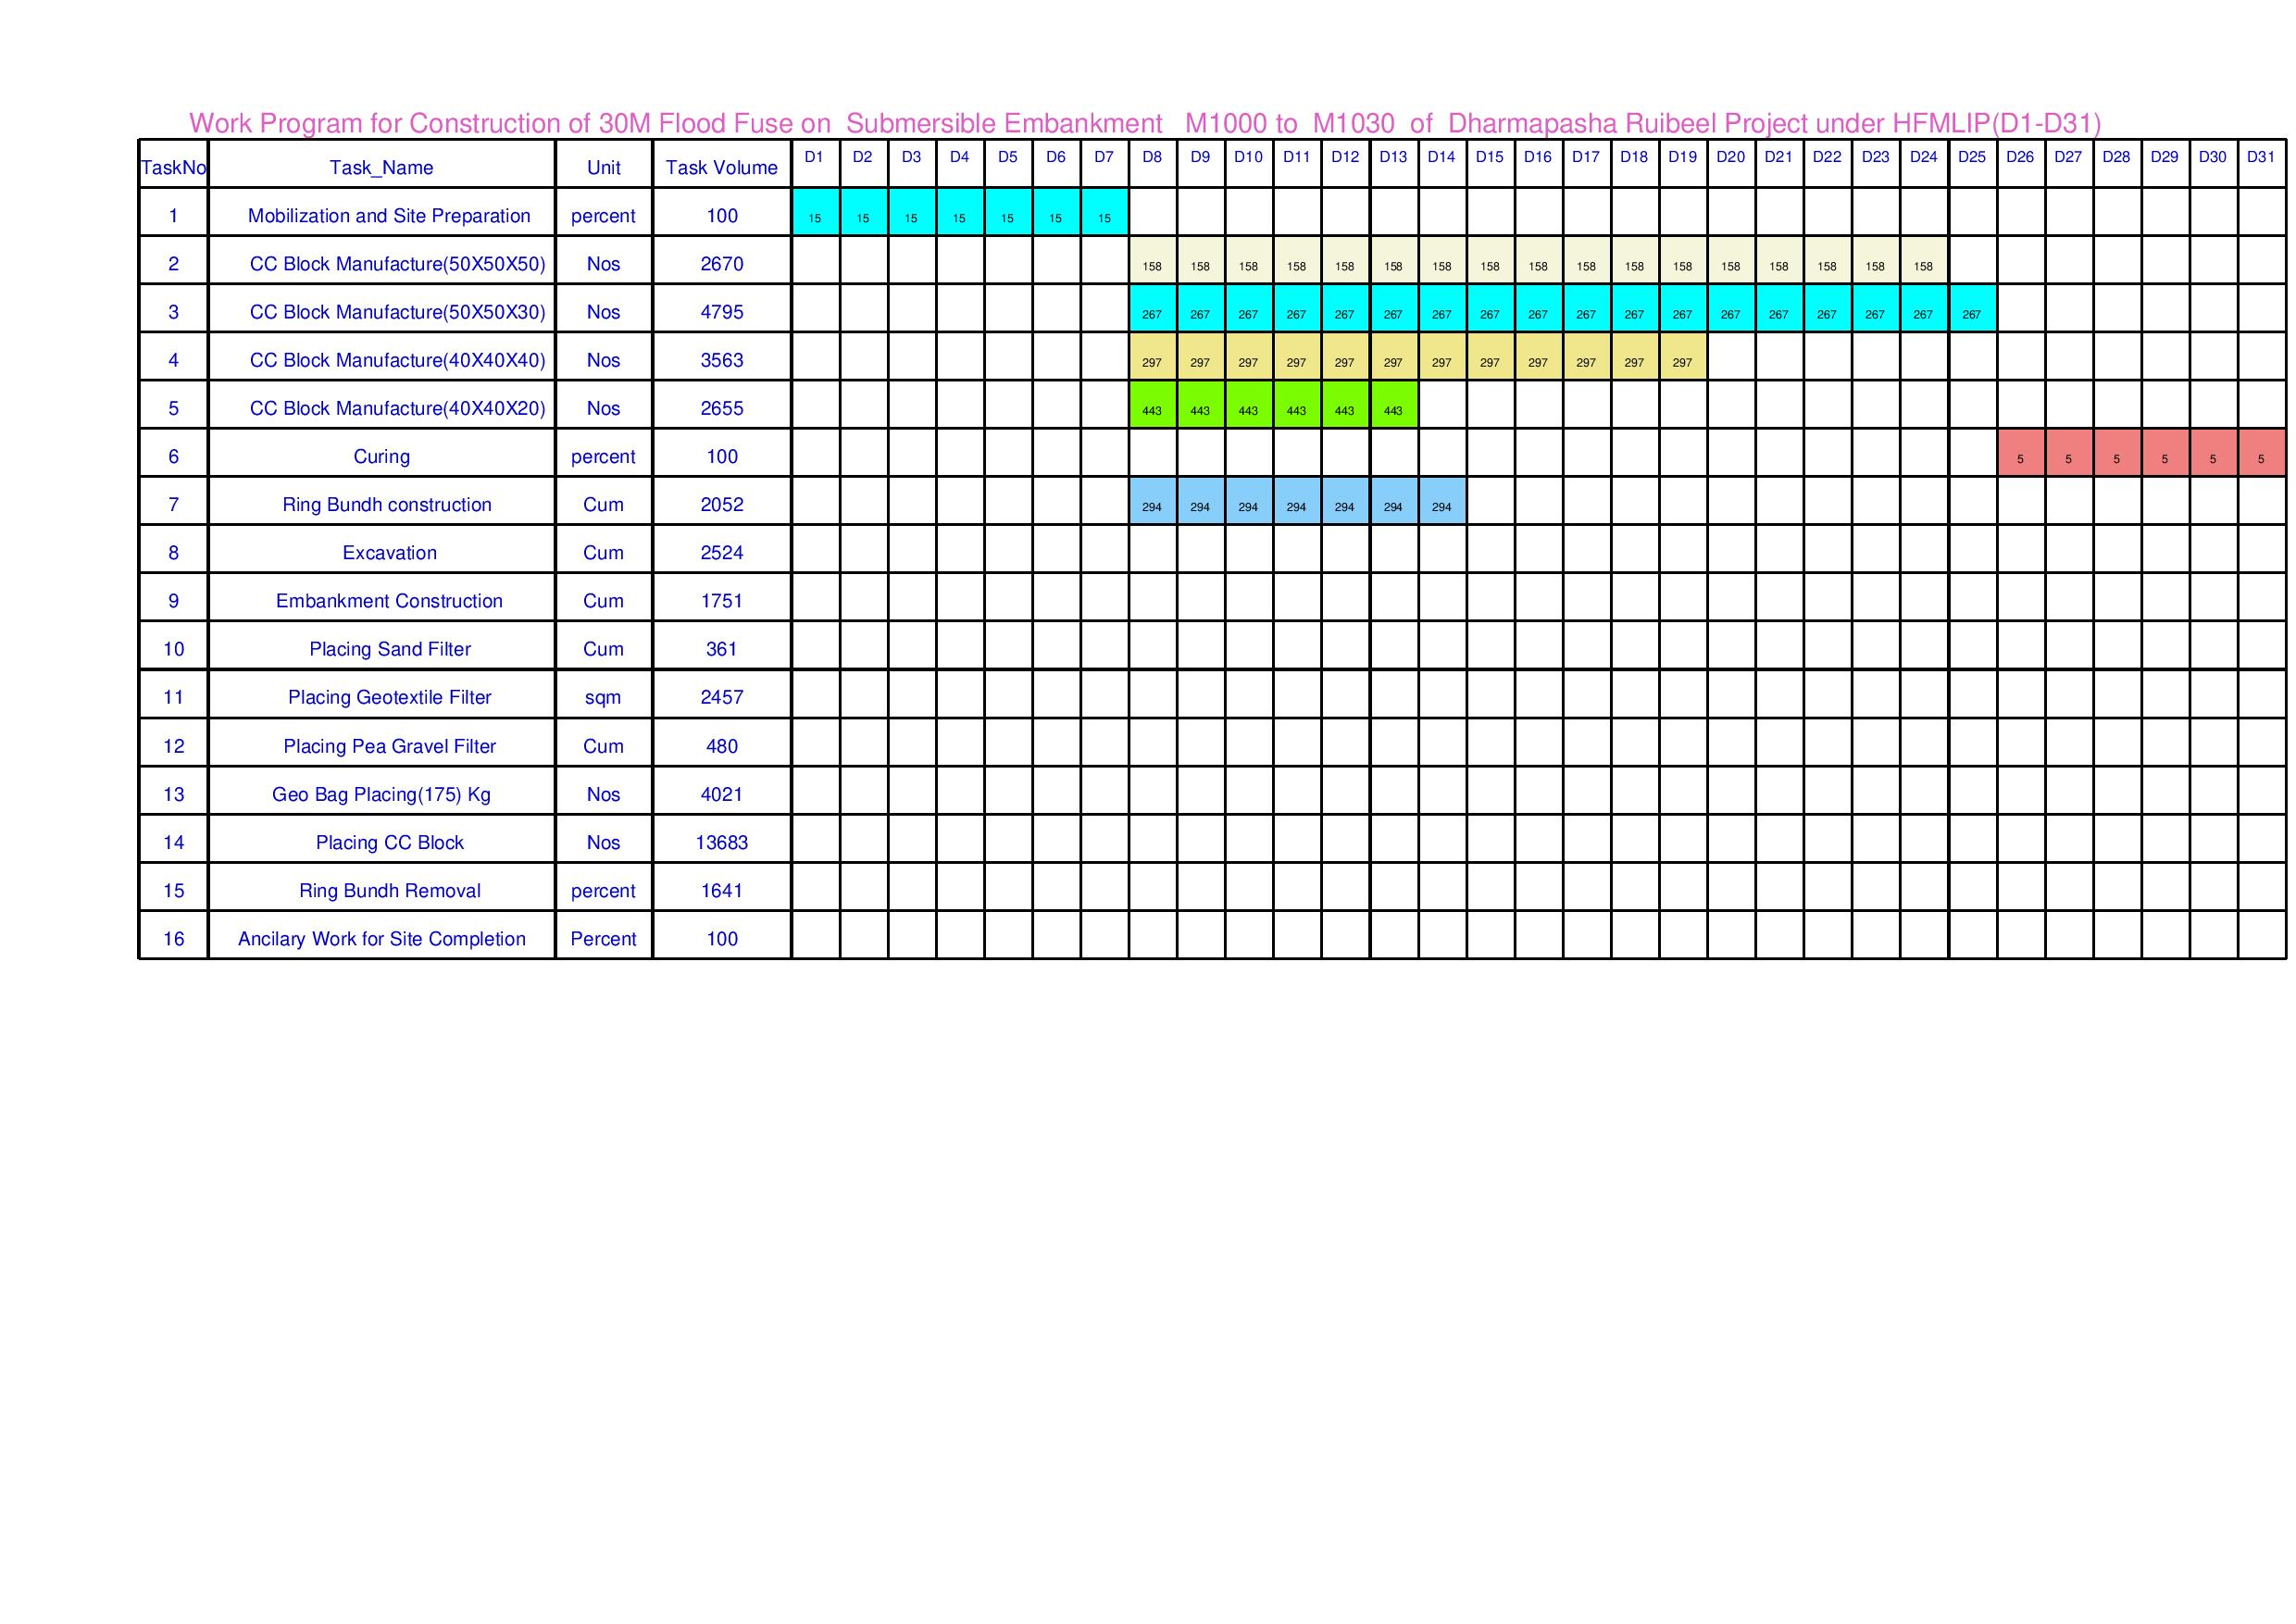 Work Program for Construction of 30M Flood Fuse on Submersible Embankment M1000 to M1030 of Dharmapasha Ruibeel Project under HFMLIP(D1-D31)
TaskNo Task_Name Unit Task Volume D1 D2 D3 D4 D5 D6 D7 D8 D9 D10 D11 D12 D13 D14 D15 D16 D17 D18 D19 D20 D21 D22 D23 D24 D25 D26 D27 D28 D29 D30 D31
1 Mobilization and Site Preparation percent 100 15 15 15 15 15 15 15
2 CC Block Manufacture(50X50X50) Nos 2670 158 158 158 158 158 158 158 158 158 158 158 158 158 158 158 158 158
3 CC Block Manufacture(50X50X30) Nos 4795 267 267 267 267 267 267 267 267 267 267 267 267 267 267 267 267 267 267
4 CC Block Manufacture(40X40X40) Nos 3563 297 297 297 297 297 297 297 297 297 297 297 297
5 CC Block Manufacture(40X40X20) Nos 2655 443 443 443 443 443 443
6 Curing percent 100 5 5 5 5 5 5
7 Ring Bundh construction Cum 2052 294 294 294 294 294 294 294
8 Excavation Cum 2524
9 Embankment Construction Cum 1751
10 Placing Sand Filter Cum 361
11 Placing Geotextile Filter sqm 2457
12 Placing Pea Gravel Filter Cum 480
13 Geo Bag Placing(175) Kg Nos 4021
14 Placing CC Block Nos 13683
15 Ring Bundh Removal percent 1641
16 Ancilary Work for Site Completion Percent 100